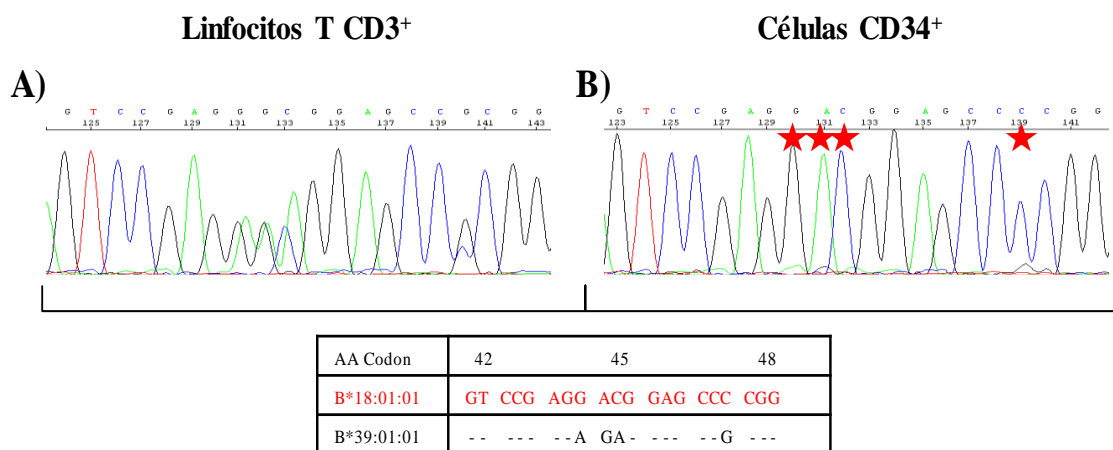 Linfocitos T CD3+
Células CD34+
A)
G T C C G A G G G C G G A G C C G C G G
125 127 129 131 133 135 137 139 141 143
B)
G T C C G A G G A C G G A G C C C C G G
123 125 127 129 131 133 135 137 139 141
AA Codon 42 45 48
B*18:01:01 GT CCG AGG ACG GAG CCC CGG
B*39:01:01 -- --- --A GA- --- --G ---